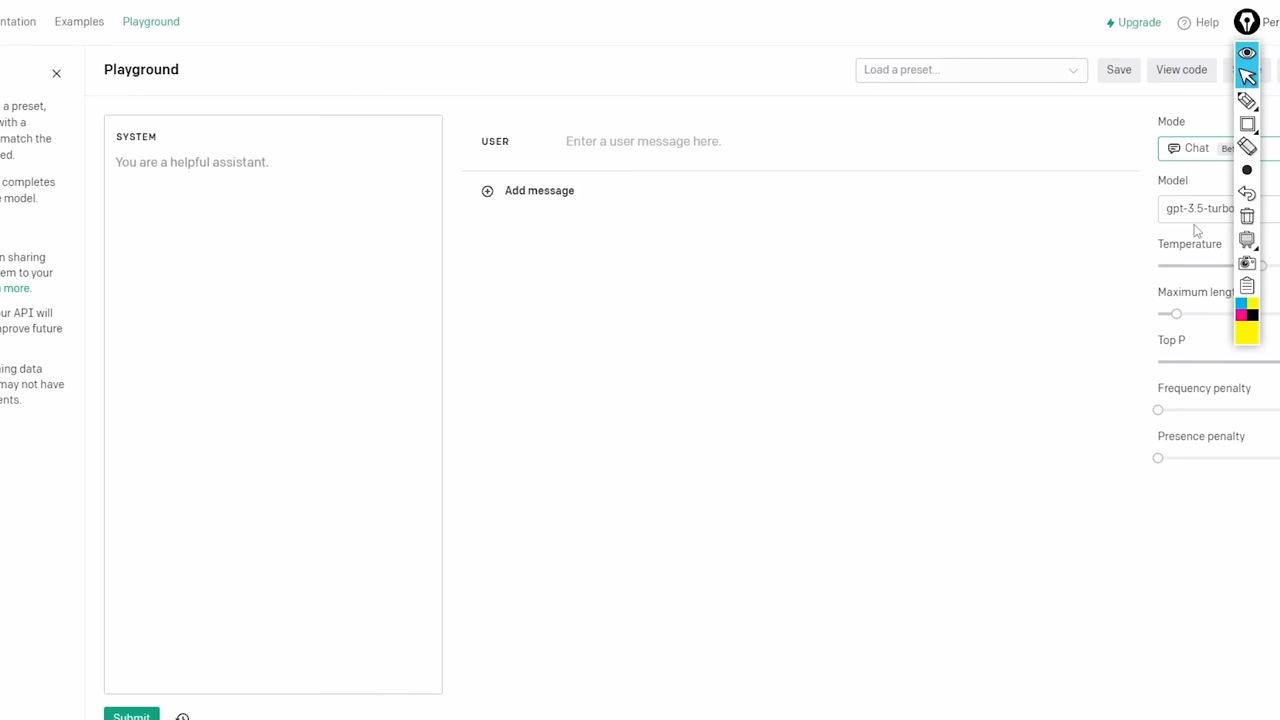 ntation Examples Playground Upgrade Help Per
Playground Load a preset... Save View code
a preset,
with a
match the
ed.
completes
e model.
n sharing
em to your
more.
ur API will
mprove future
ing data
may not have
ents.
SYSTEM
You are a helpful assistant.
USER Enter a user message here.
Add message
Mode
Chat Bet
Model
gpt-3.5-turbo
Temperature
Maximum leng
Top P
Frequency penalty
Presence penalty
Submit